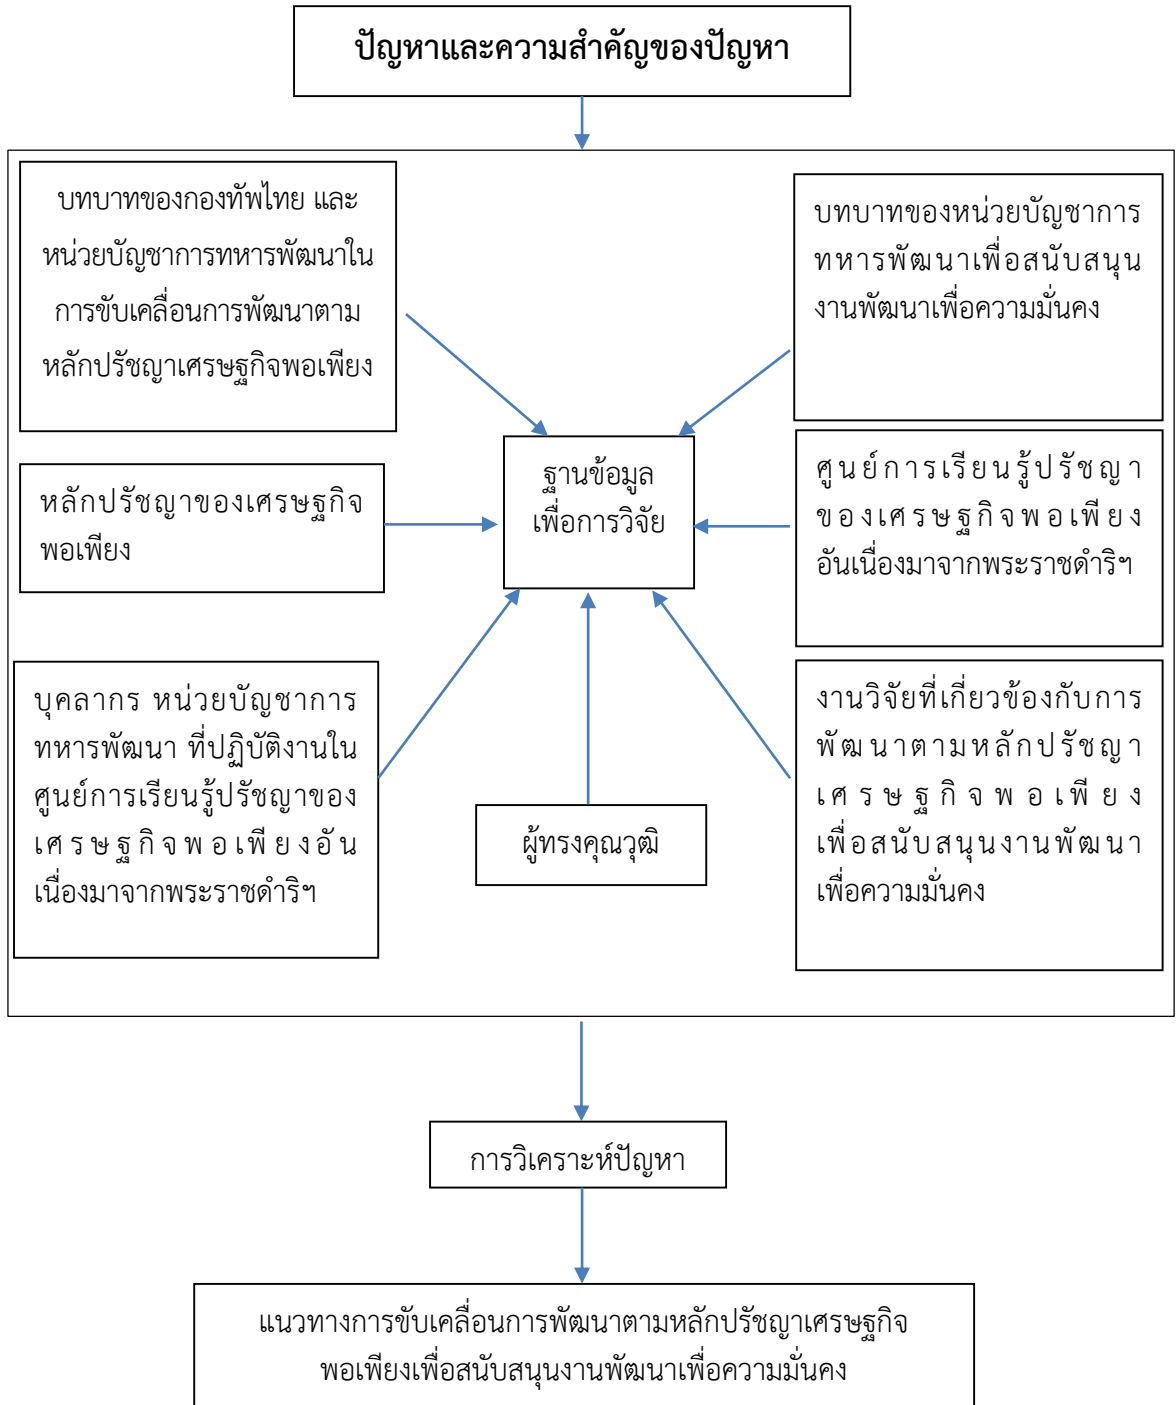 ปัญหาและความสำคัญของปัญหา
บทบาทของกองทัพไทย และ
หน่วยบัญชาการทหารพัฒนาใน
การขับเคลื่อนการพัฒนาตาม
หลักปรัชญาเศรษฐกิจพอเพียง
บทบาทของหน่วยบัญชาการ
ทหารพัฒนาเพื่อสนับสนุน
งานพัฒนาเพื่อความมั่นคง
หลักปรัชญาของเศรษฐกิจ
พอเพียง
ฐานข้อมูล
เพื่อการวิจัย
ศูนย์การเรียนรู้ปรัชญา
ของเศรษฐกิจพอเพียง
อันเนื่องมาจากพระราชดำริฯ
บุคลากร หน่วยบัญชาการ
ทหารพัฒนา ที่ปฏิบัติงานใน
ศูนย์การเรียนรู้ปรัชญาของ
เศรษฐกิจพอเพียงอัน
เนื่องมาจากพระราชดำริฯ
ผู้ทรงคุณวุฒิ
งานวิจัยที่เกี่ยวข้องกับการ
พัฒนาตามหลักปรัชญา
เศรษฐกิจพอเพียง
เพื่อสนับสนุนงานพัฒนา
เพื่อความมั่นคง
การวิเคราะห์ปัญหา
แนวทางการขับเคลื่อนการพัฒนาตามหลักปรัชญาเศรษฐกิจ
พอเพียงเพื่อสนับสนุนงานพัฒนาเพื่อความมั่นคง